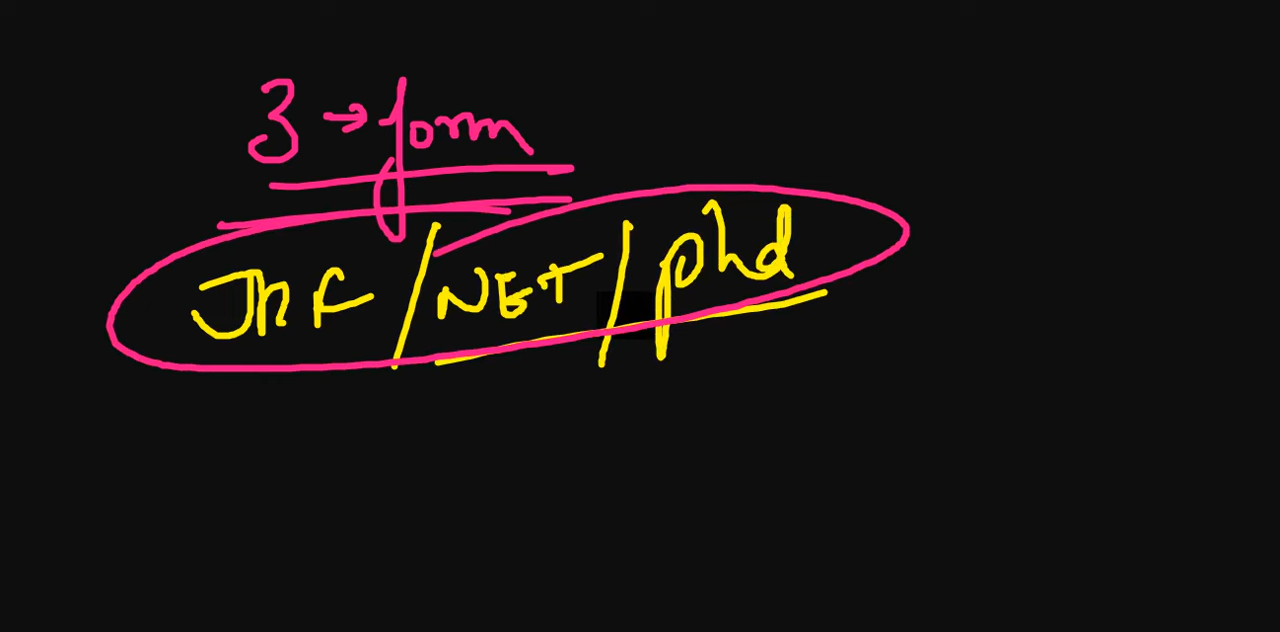 3 → form
JRF / NET / phd